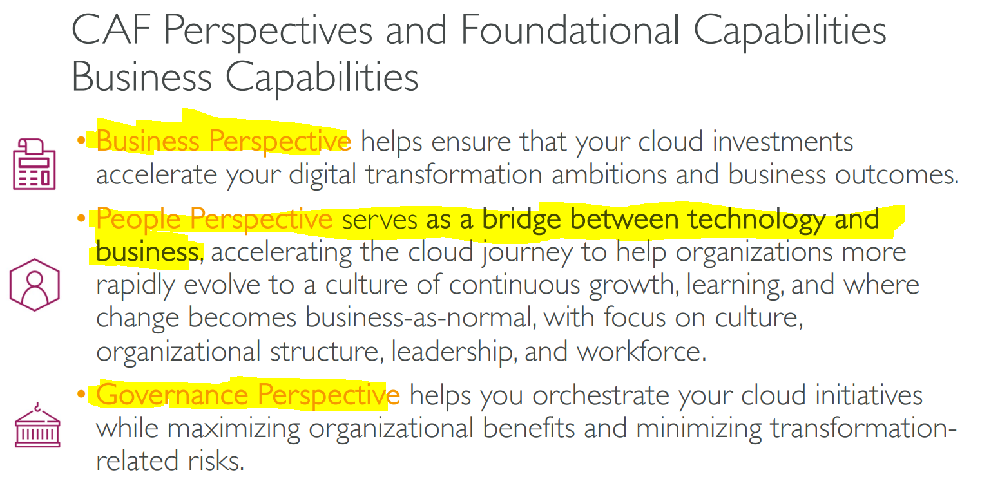 CAF Perspectives and Foundational Capabilities
Business Capabilities
• Business Perspective helps ensure that your cloud investments
accelerate your digital transformation ambitions and business outcomes.
• People Perspective serves as a bridge between technology and
business, accelerating the cloud journey to help organizations more
rapidly evolve to a culture of continuous growth, learning, and where
change becomes business-as-normal, with focus on culture,
organizational structure, leadership, and workforce.
• Governance Perspective helps you orchestrate your cloud initiatives
while maximizing organizational benefits and minimizing transformation-
related risks.